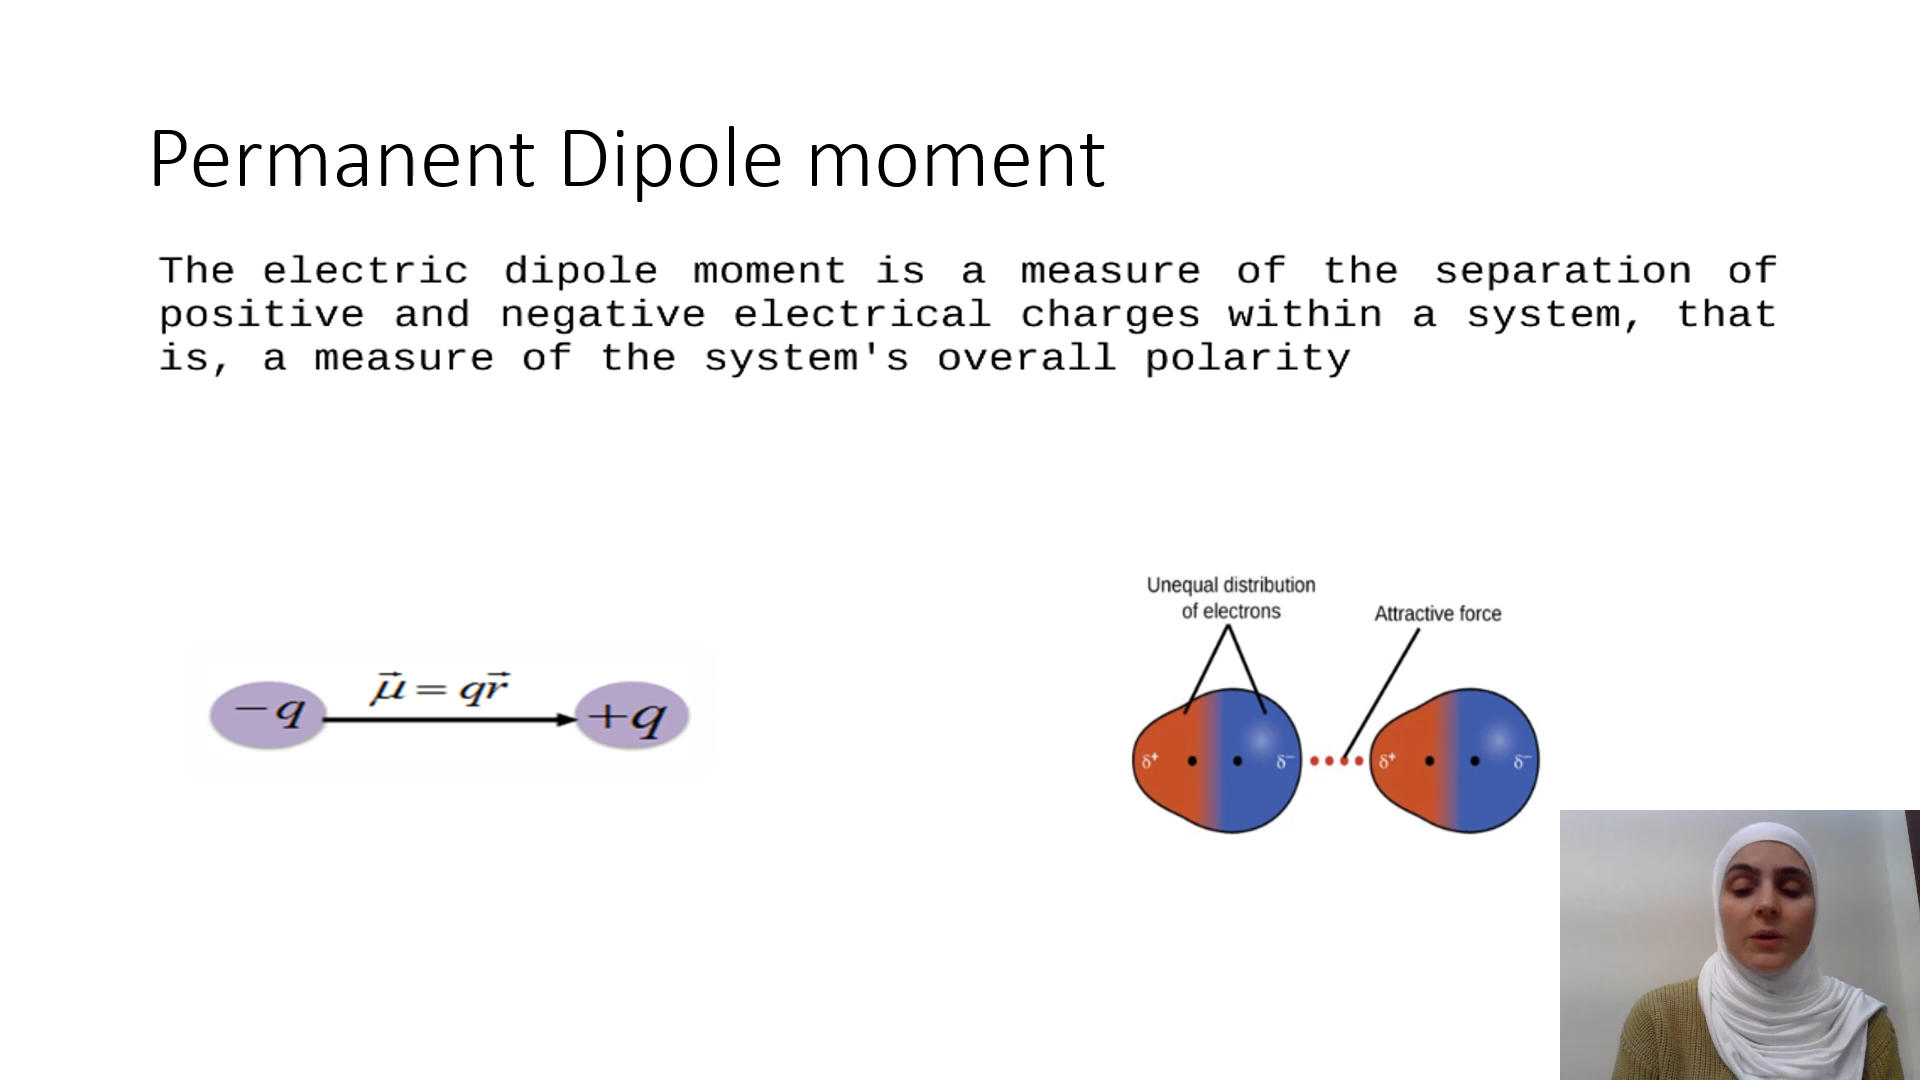 Permanent Dipole moment
The electric dipole moment is a measure of the separation of
positive and negative electrical charges within a system, that
is, a measure of the system's overall polarity
Unequal distribution
of electrons
Attractive force
−q
μ⃗ = qr⃗
+q
δ⁺ δ⁻ δ⁺ δ⁻